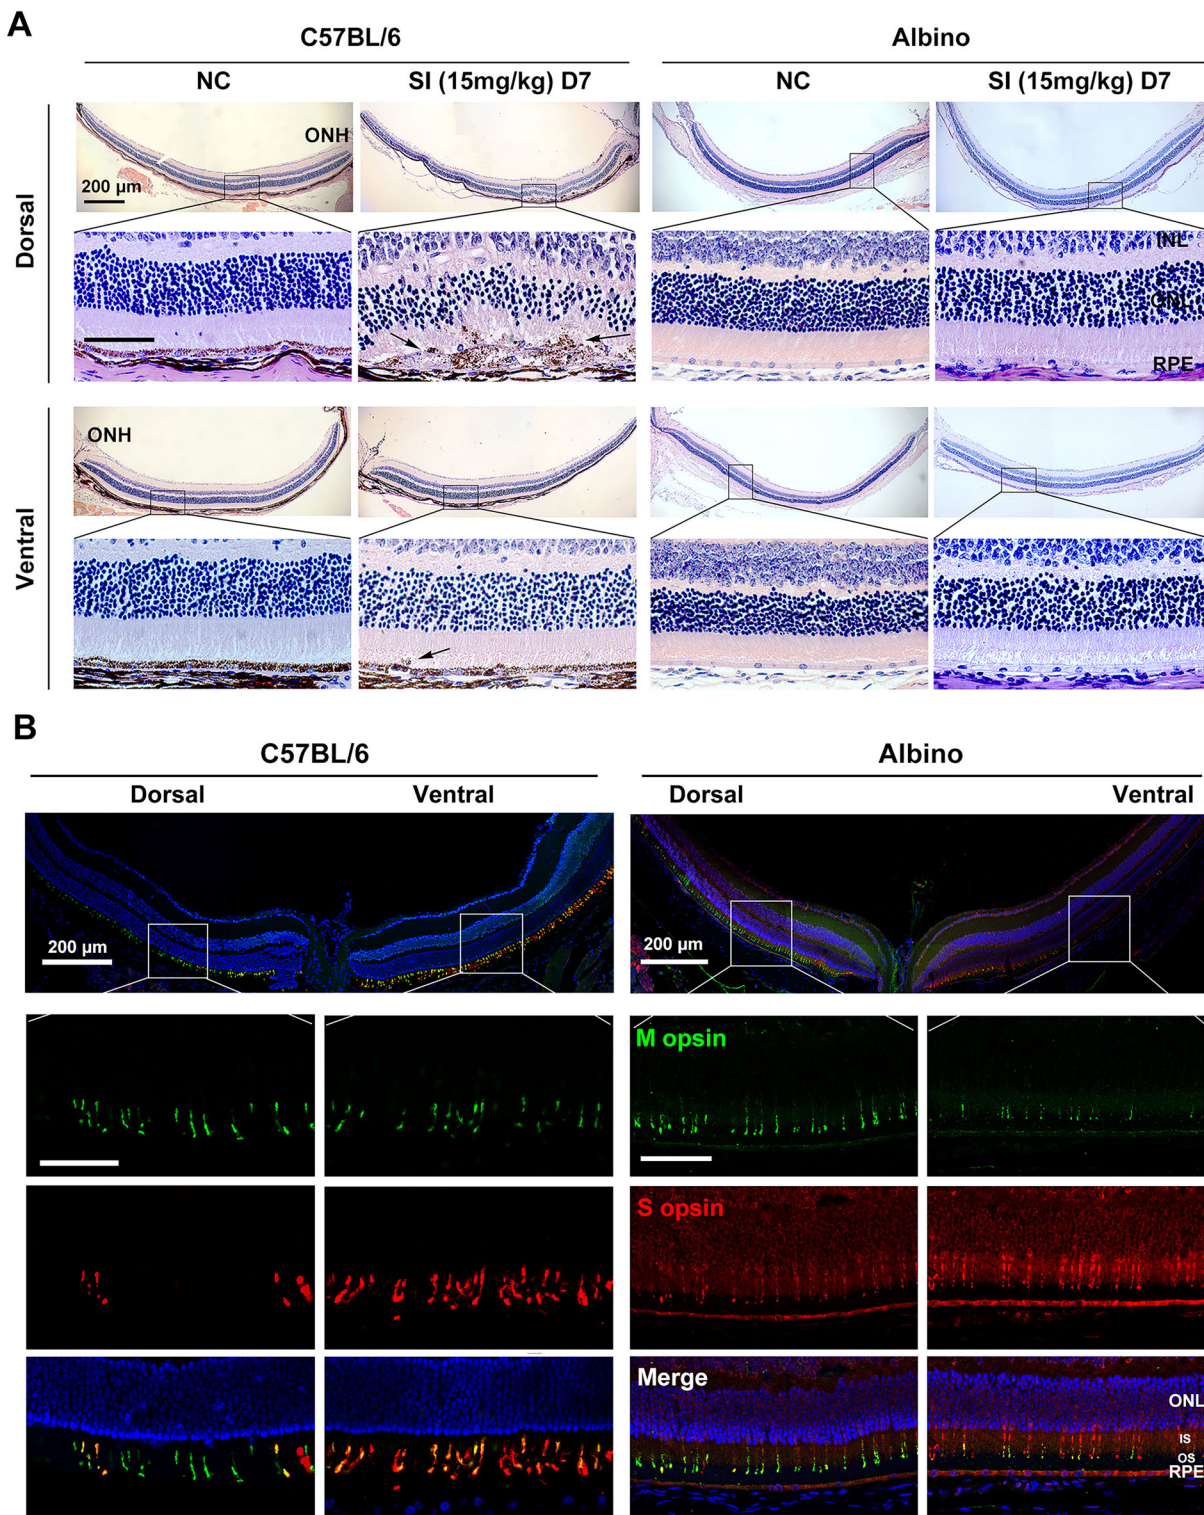 A
C57BL/6
Albino
NC
SI (15mg/kg) D7
NC
SI (15mg/kg) D7
Dorsal
ONH
200 µm
INL
ONL
RPE
Ventral
ONH
B
C57BL/6
Albino
Dorsal
Ventral
Dorsal
Ventral
200 µm
200 µm
M opsin
S opsin
Merge
ONL
IS
OS
RPE